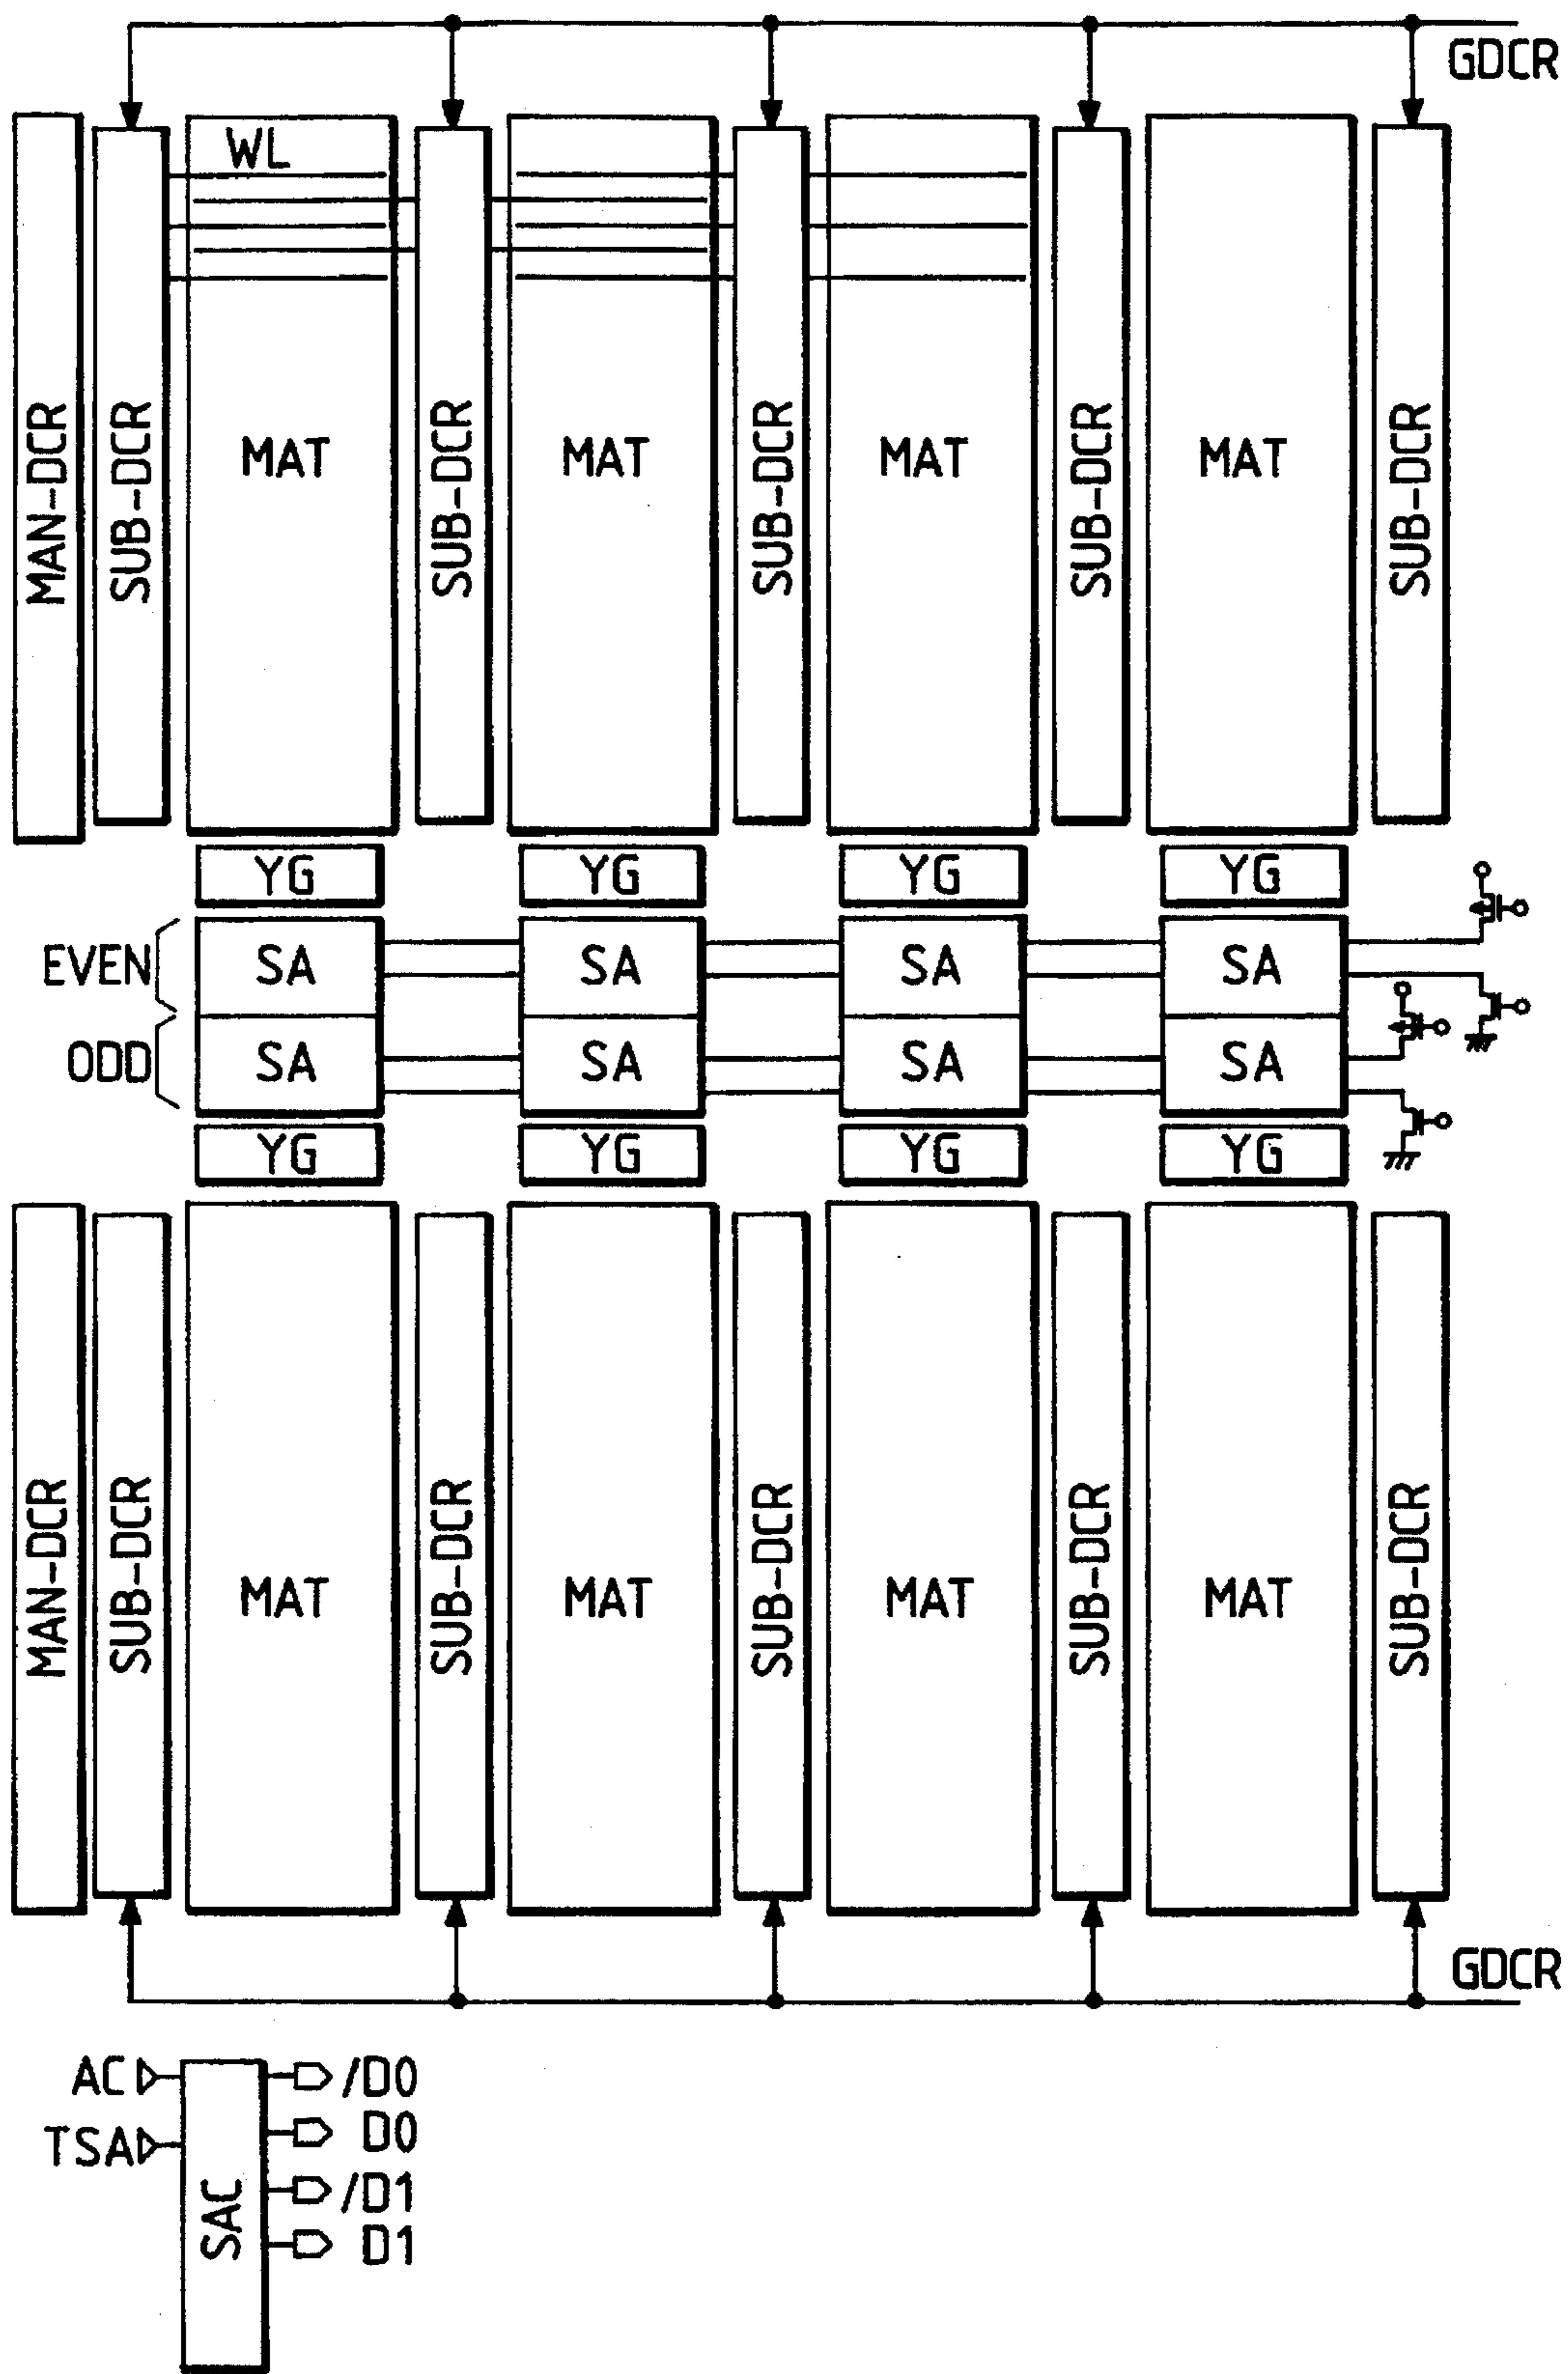 GDCR
WL
MAN-DCR SUB-DCR MAT SUB-DCR MAT SUB-DCR MAT SUB-DCR MAT SUB-DCR
YG YG YG YG
EVEN SA SA SA SA
ODD SA SA SA SA
YG YG YG YG
MAN-DCR SUB-DCR MAT SUB-DCR MAT SUB-DCR MAT SUB-DCR MAT SUB-DCR
GDCR
AC /D0
TSA D0
SAC /D1
D1